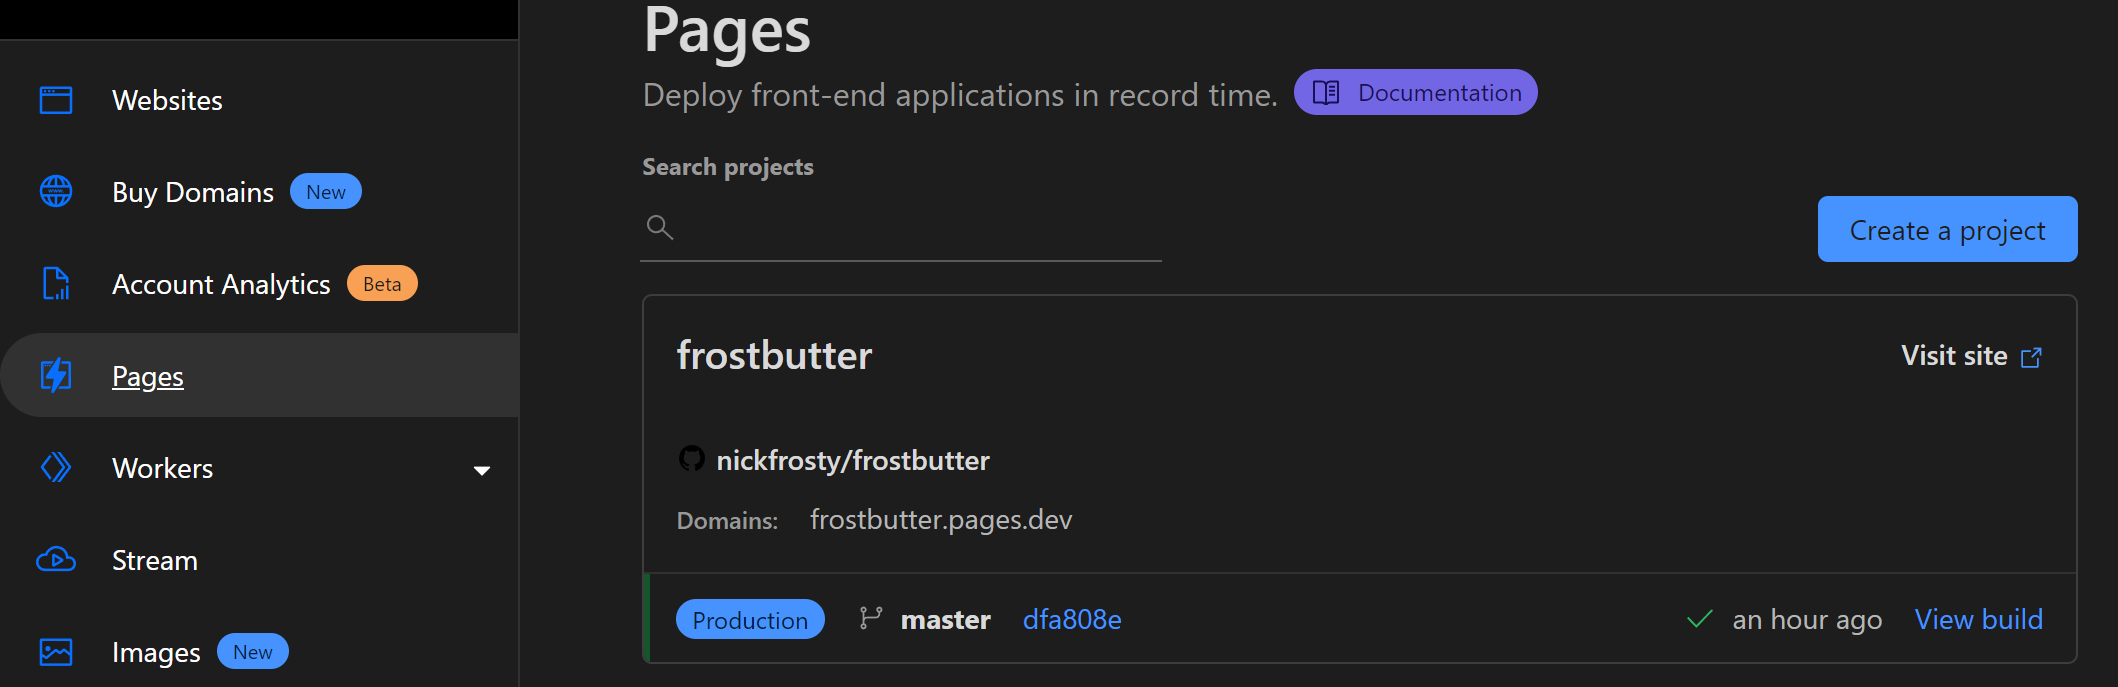 Websites
Buy Domains New
Account Analytics Beta
Pages
Workers
Stream
Images New
Pages
Deploy front-end applications in record time. Documentation
Search projects
Create a project
frostbutter
Visit site
nickfrosty/frostbutter
Domains: frostbutter.pages.dev
Production master dfa808e an hour ago View build